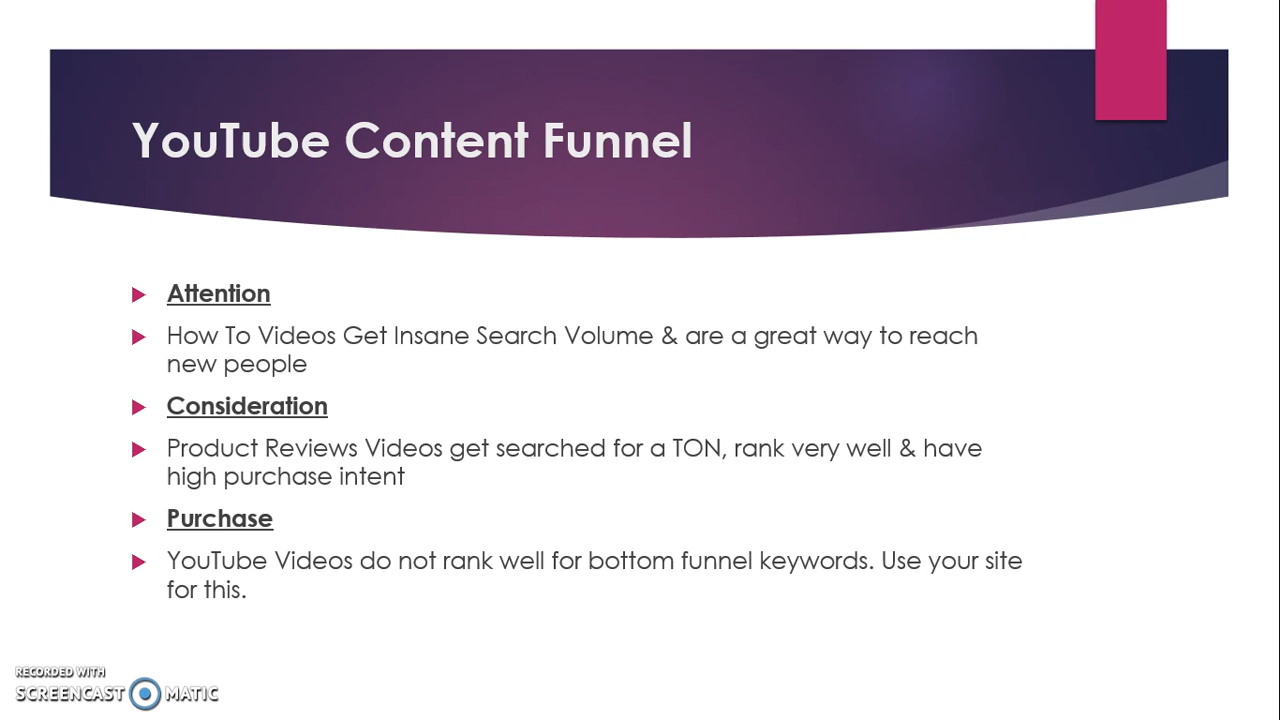 YouTube Content Funnel
Attention
How To Videos Get Insane Search Volume & are a great way to reach
new people
Consideration
Product Reviews Videos get searched for a TON, rank very well & have
high purchase intent
Purchase
YouTube Videos do not rank well for bottom funnel keywords. Use your site
for this.
RECORDED WITH
SCREENCAST MATIC